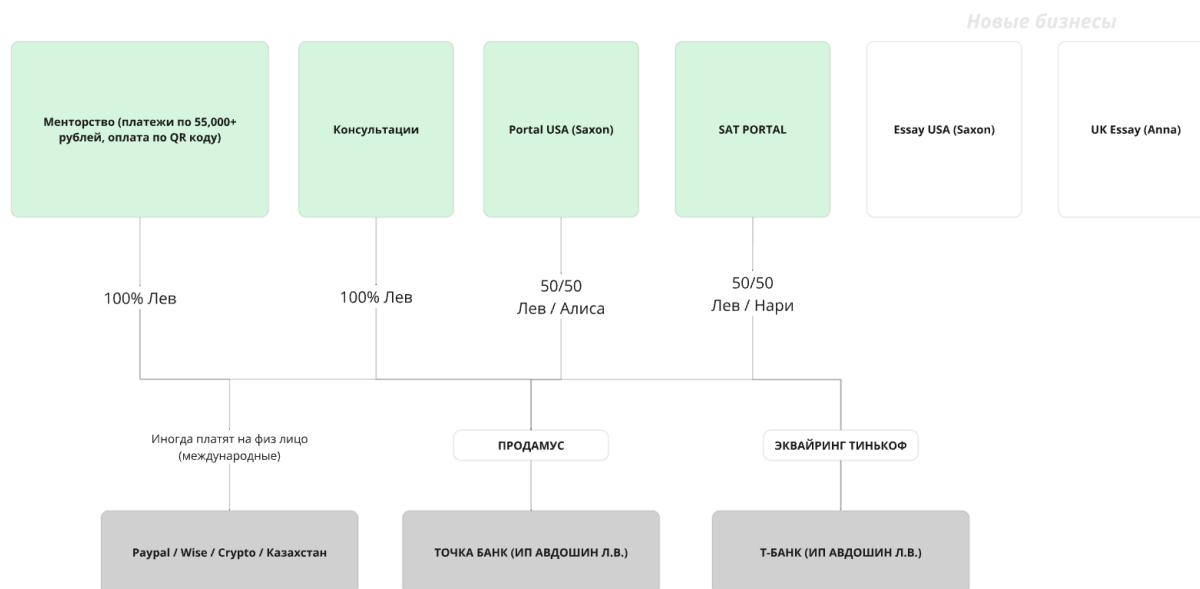 Новые бизнесы
Менторство (платежи по 55,000+
рублей, оплата по QR коду)
Консультации
Portal USA (Saxon)
SAT PORTAL
Essay USA (Saxon)
UK Essay (Anna)
100% Лев
100% Лев
50/50
Лев / Алиса
50/50
Лев / Нари
Иногда платят на физ лицо
(международные)
ПРОДАМУС
ЭКВАЙРИНГ ТИНЬКОФ
Paypal / Wise / Crypto / Казахстан
ТОЧКА БАНК (ИП АВДОШИН Л.В.)
Т-БАНК (ИП АВДОШИН Л.В.)